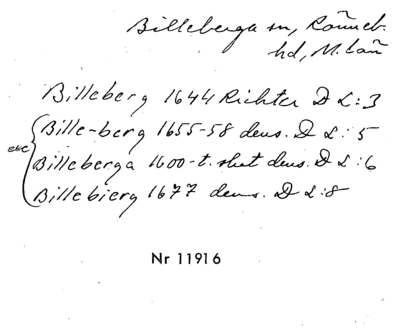 Billeberga sn, Rönneb.
hd, M. län
Billeberg 1644 Richter D L:3
Bille-berg 1655-58 dens. D L:5
Billeberga 1600-t. slut dens. D L:6
Billebierg 1677 dens. D L:8
Nr 11916